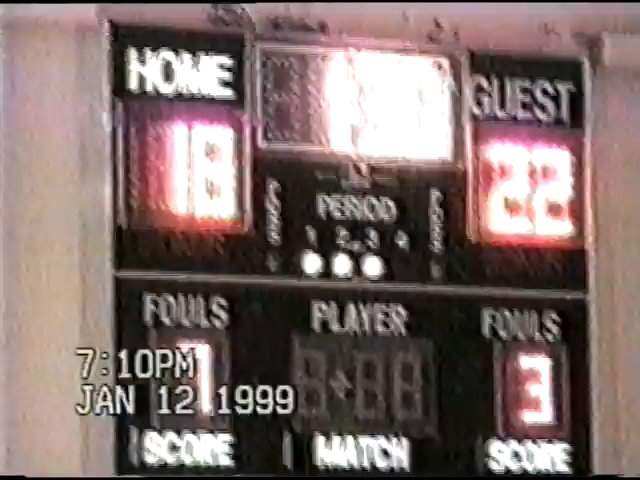 HOME
GUEST
18
22
PERIOD
1 2 3 4
FOULS PLAYER FOULS
7 3
7:10PM
JAN 12 1999
SCORE MATCH SCORE